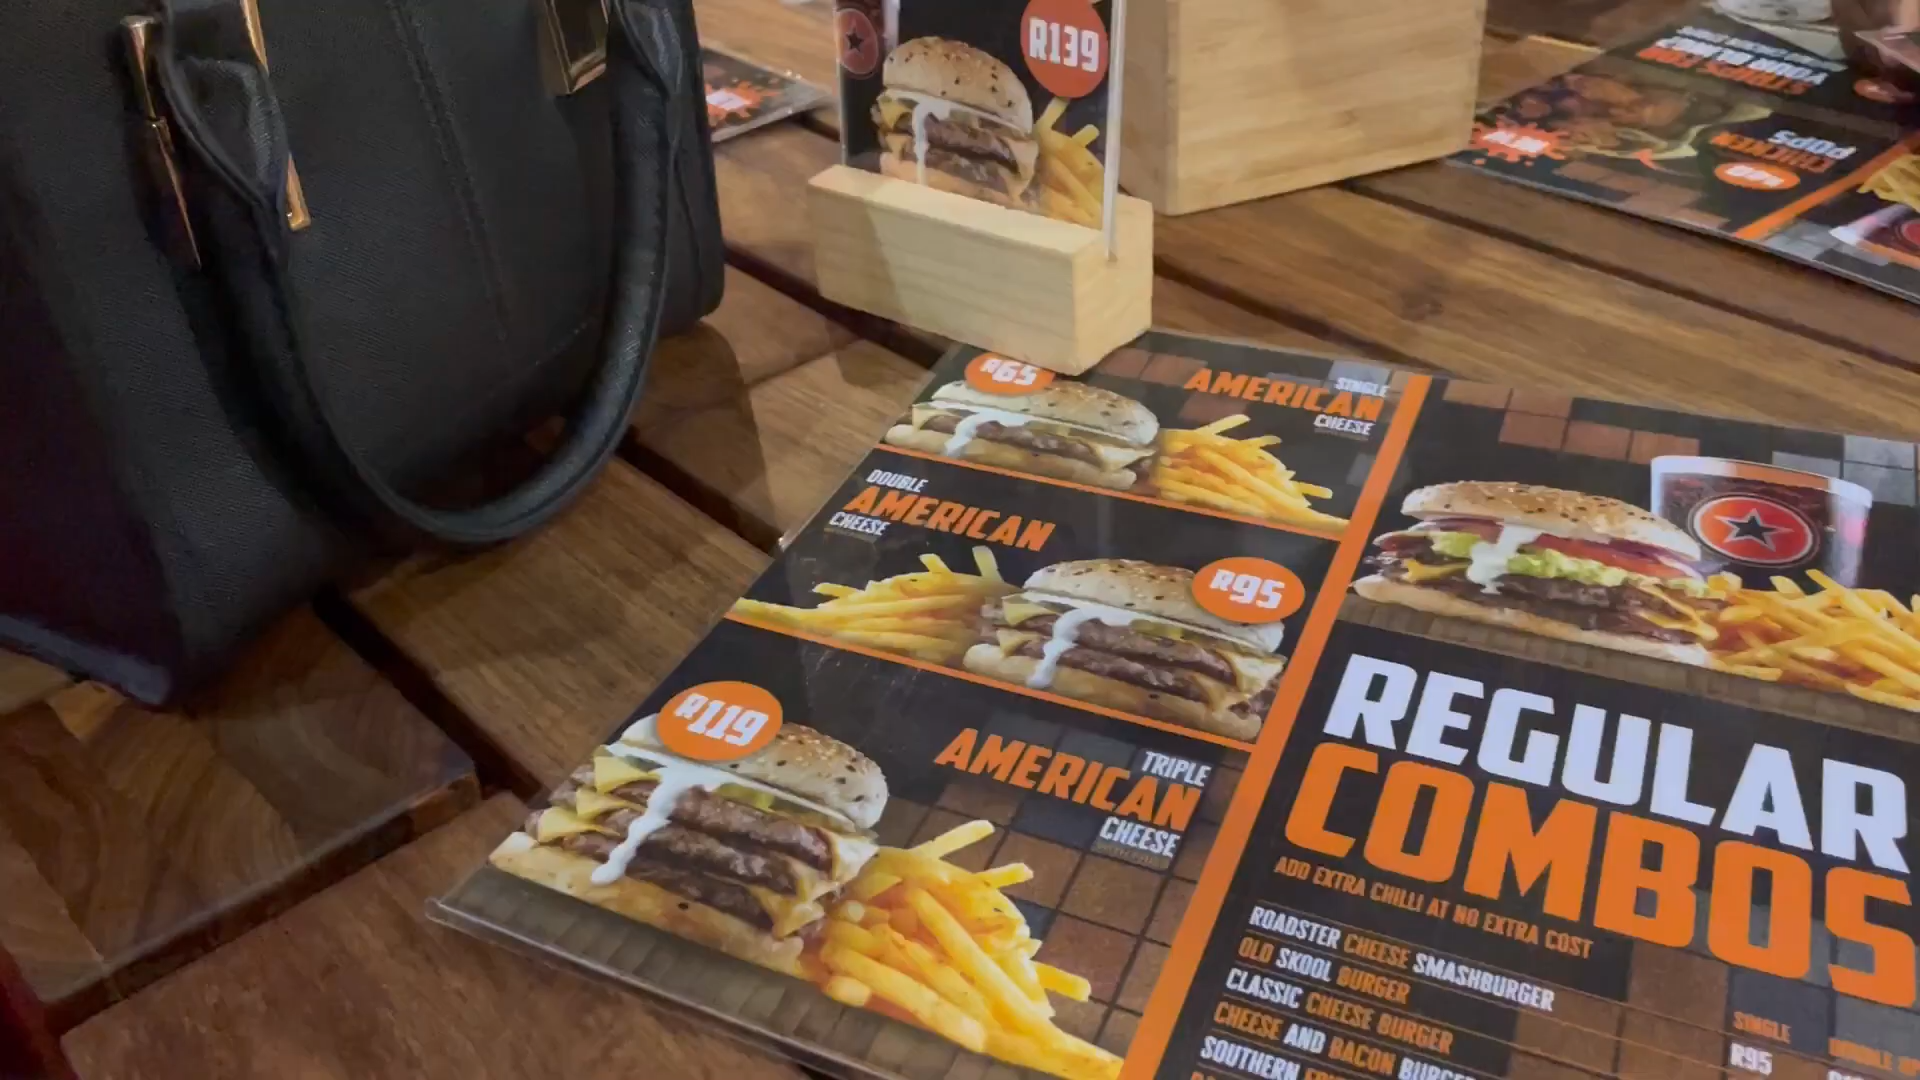 R139
R65
SINGLE
AMERICAN
CHEESE
DOUBLE
AMERICAN
CHEESE
R95
R119
TRIPLE
AMERICAN
CHEESE
REGULAR
COMBOS
ADD EXTRA CHILLI AT NO EXTRA COST
ROADSTER CHEESE SMASHBURGER
OLD SKOOL BURGER
CLASSIC CHEESE BURGER
CHEESE AND BACON BURGER
SOUTHERN
SINGLE
R95
DOUBLE
CHICKEN
POPS